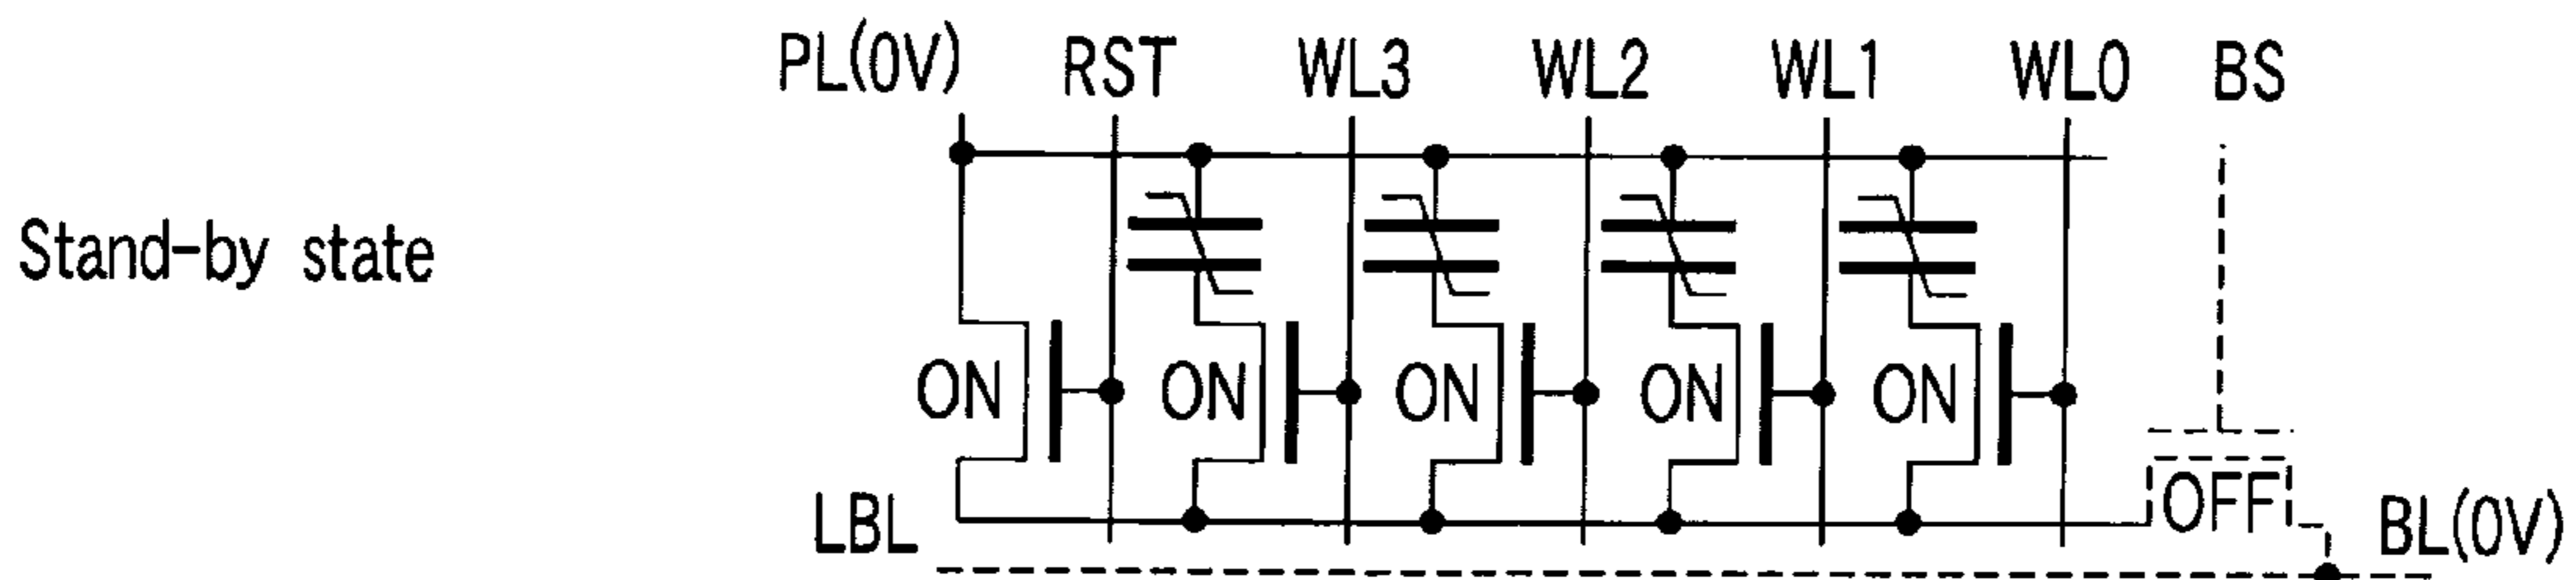 PL(0V) RST WL3 WL2 WL1 WL0 BS
Stand-by state
ON ON ON ON ON
LBL OFF BL(0V)